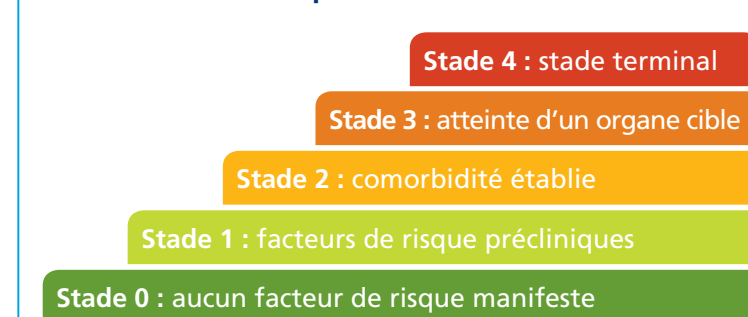 Stade 4 : stade terminal
Stade 3 : atteinte d'un organe cible
Stade 2 : comorbidité établie
Stade 1 : facteurs de risque précliniques
Stade 0 : aucun facteur de risque manifeste